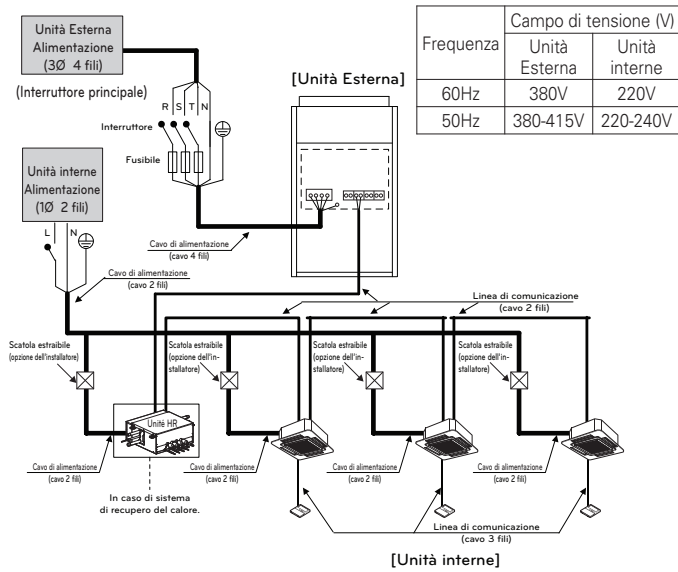 Unità Esterna
Alimentazione
(3Ø 4 fili)
(Interruttore principale)
R S T N
Interruttore
Fusibile
[Unità Esterna]
Frequenza
Campo di tensione (V)
Unità
Esterna
Unità
interne
60Hz 380V 220V
50Hz 380-415V 220-240V
Unità interne
Alimentazione
(1Ø 2 fili)
L N
Cavo di alimentazione
(cavo 4 fili)
Cavo di alimentazione
(cavo 2 fili)
Linea di comunicazione
(cavo 2 fili)
Scatola estraibile
(opzione dell'installatore)
Scatola estraibile
(opzione dell'in-
stallatore)
Scatola estraibile
(opzione dell'in-
stallatore)
Scatola estraibile
(opzione dell'in-
stallatore)
Unitè HR
Cavo di alimentazione
(cavo 2 fili)
Cavo di alimentazione
(cavo 2 fili)
Cavo di alimentazione
(cavo 2 fili)
Cavo di alimentazione
(cavo 2 fili)
In caso di sistema
di recupero del calore.
Linea di comunicazione
(cavo 3 fili)
[Unità interne]